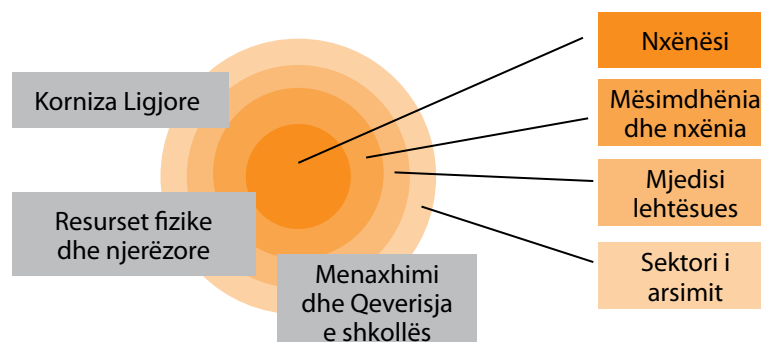 Korniza Ligjore
Resurset fizike
dhe njerëzore
Menaxhimi
dhe Qeverisja
e shkollës
Nxënësi
Mësimdhënia
dhe nxënia
Mjedisi
lehtësues
Sektori i
arsimit